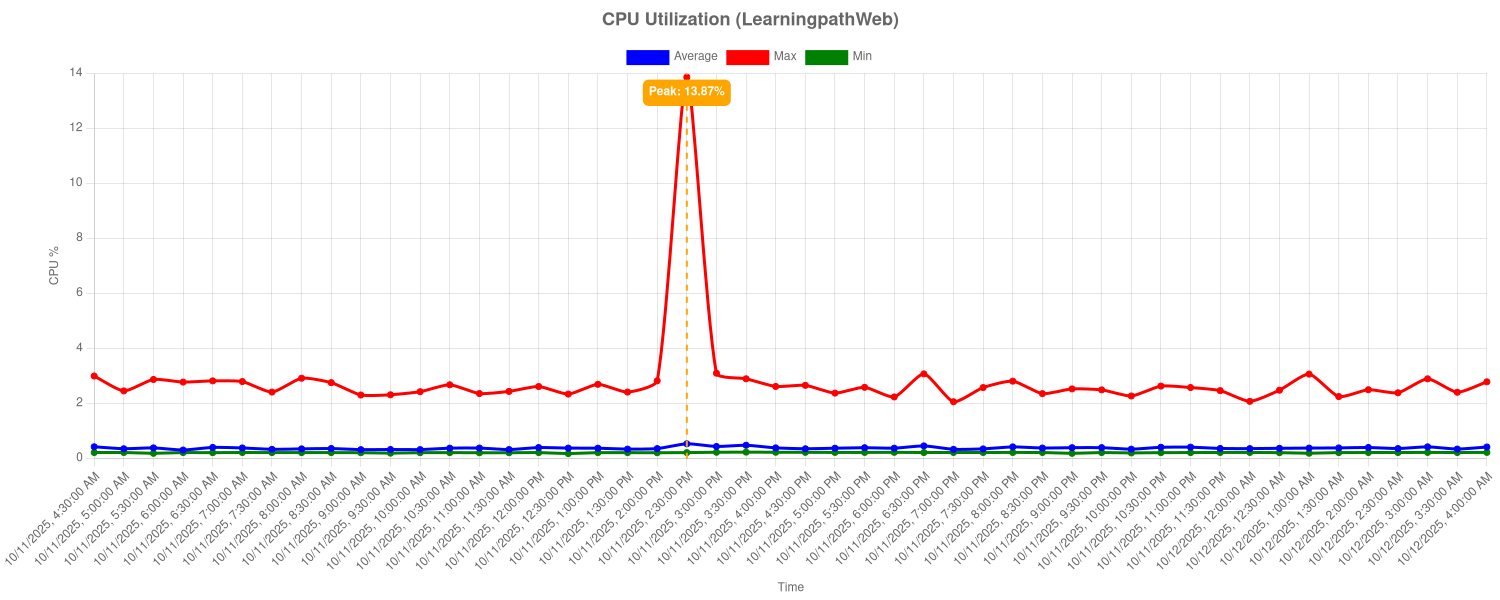 CPU Utilization (LearningpathWeb)
Average
Max
Min
14
Peak: 13.87%
12
10
8
6
4
2
0
CPU %
10/11/2025, 4:30:00 AM
10/11/2025, 5:00:00 AM
10/11/2025, 5:30:00 AM
10/11/2025, 6:00:00 AM
10/11/2025, 6:30:00 AM
10/11/2025, 7:00:00 AM
10/11/2025, 7:30:00 AM
10/11/2025, 8:00:00 AM
10/11/2025, 8:30:00 AM
10/11/2025, 9:00:00 AM
10/11/2025, 9:30:00 AM
10/11/2025, 10:00:00 AM
10/11/2025, 10:30:00 AM
10/11/2025, 11:00:00 AM
10/11/2025, 11:30:00 AM
10/11/2025, 12:00:00 PM
10/11/2025, 12:30:00 PM
10/11/2025, 1:00:00 PM
10/11/2025, 1:30:00 PM
10/11/2025, 2:00:00 PM
10/11/2025, 2:30:00 PM
10/11/2025, 3:00:00 PM
10/11/2025, 3:30:00 PM
10/11/2025, 4:00:00 PM
10/11/2025, 4:30:00 PM
10/11/2025, 5:00:00 PM
10/11/2025, 5:30:00 PM
10/11/2025, 6:00:00 PM
10/11/2025, 6:30:00 PM
10/11/2025, 7:00:00 PM
10/11/2025, 7:30:00 PM
10/11/2025, 8:00:00 PM
10/11/2025, 8:30:00 PM
10/11/2025, 9:00:00 PM
10/11/2025, 9:30:00 PM
10/11/2025, 10:00:00 PM
10/11/2025, 10:30:00 PM
10/11/2025, 11:00:00 PM
10/11/2025, 11:30:00 PM
10/12/2025, 12:00:00 AM
10/12/2025, 12:30:00 AM
10/12/2025, 1:00:00 AM
10/12/2025, 1:30:00 AM
10/12/2025, 2:00:00 AM
10/12/2025, 2:30:00 AM
10/12/2025, 3:00:00 AM
10/12/2025, 3:30:00 AM
10/12/2025, 4:00:00 AM
Time